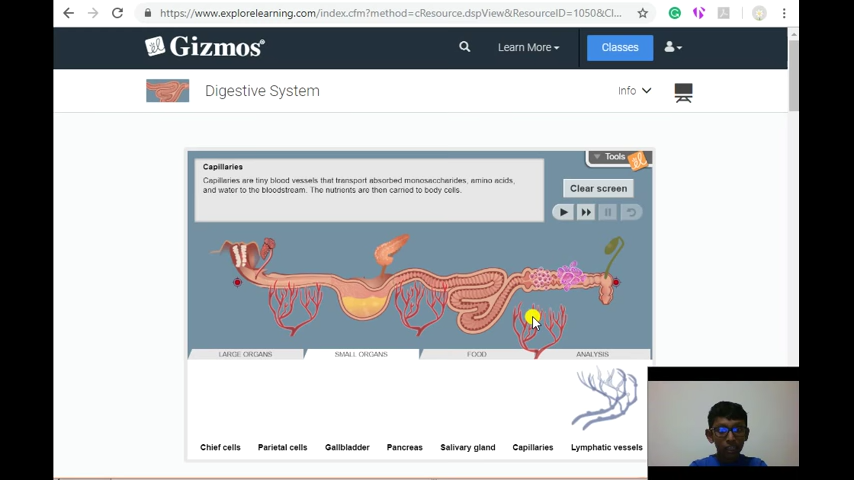 https://www.explorelearning.com/index.cfm?method=cResource.dspView&ResourceID=1050&Cl...
Gizmos
Learn More
Classes
Digestive System
Info
Capillaries
Capillaries are tiny blood vessels that transport absorbed monosaccharides, amino acids,
and water to the bloodstream. The nutrients are then carried to body cells.
Tools
Clear screen
LARGE ORGANS SMALL ORGANS FOOD ANALYSIS
Chief cells Parietal cells Gallbladder Pancreas Salivary gland Capillaries Lymphatic vessels